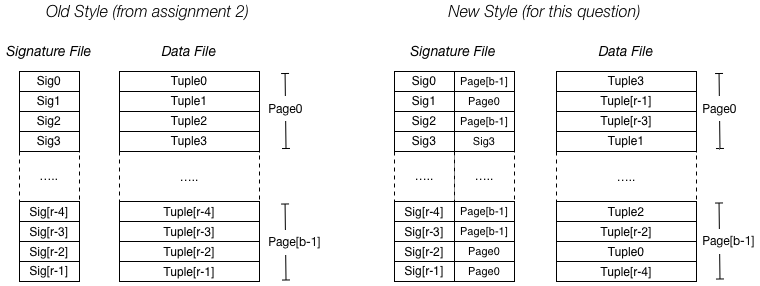 Old Style (from assignment 2) New Style (for this question)
Signature File Data File Signature File Data File
Sig0 Tuple0 Sig0 Page[b-1] Tuple3
Sig1 Tuple1 Page0 Sig1 Page0 Tuple[r-1] Page0
Sig2 Tuple2 Sig2 Page[b-1] Tuple[r-3]
Sig3 Tuple3 Sig3 Sig3 Tuple1
..... ..... ..... ..... .....
Sig[r-4] Tuple[r-4] Sig[r-4] Page[b-1] Tuple2
Sig[r-3] Tuple[r-3] Page[b-1] Sig[r-3] Page[b-1] Tuple[r-2] Page[b-1]
Sig[r-2] Tuple[r-2] Sig[r-2] Page0 Tuple0
Sig[r-1] Tuple[r-1] Sig[r-1] Page0 Tuple[r-4]